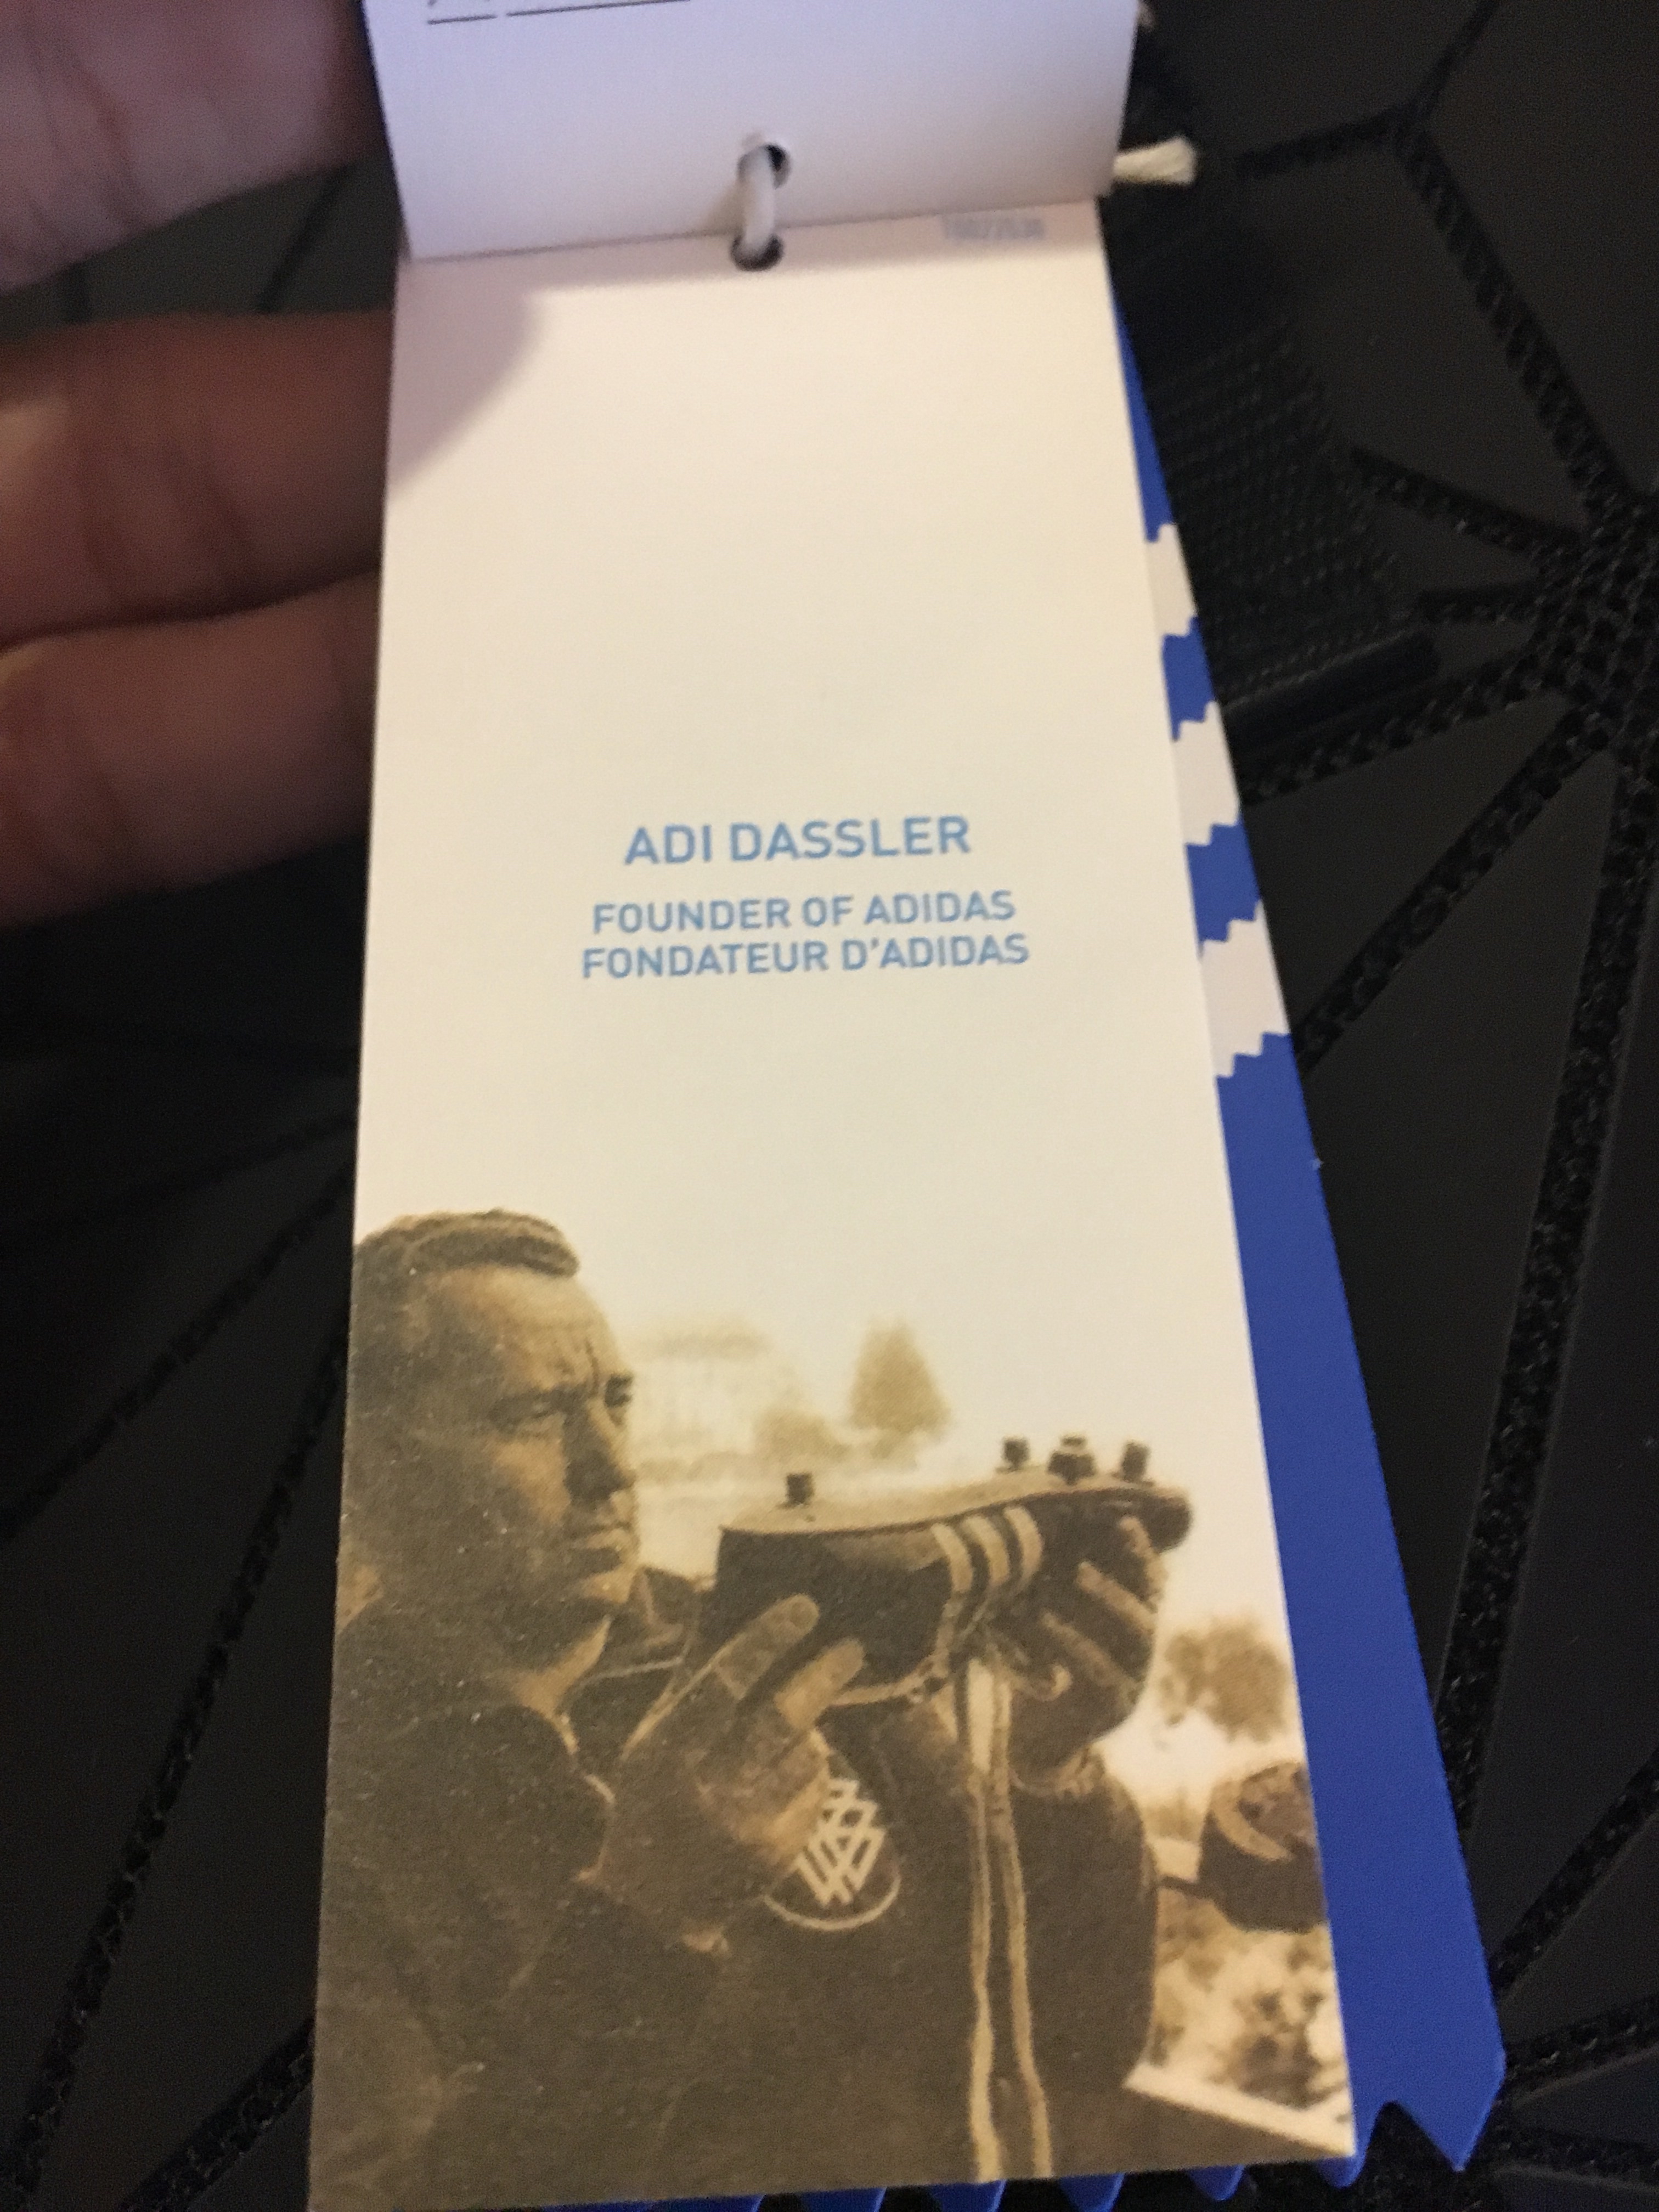 ADI DASSLER
FOUNDER OF ADIDAS
FONDATEUR D'ADIDAS